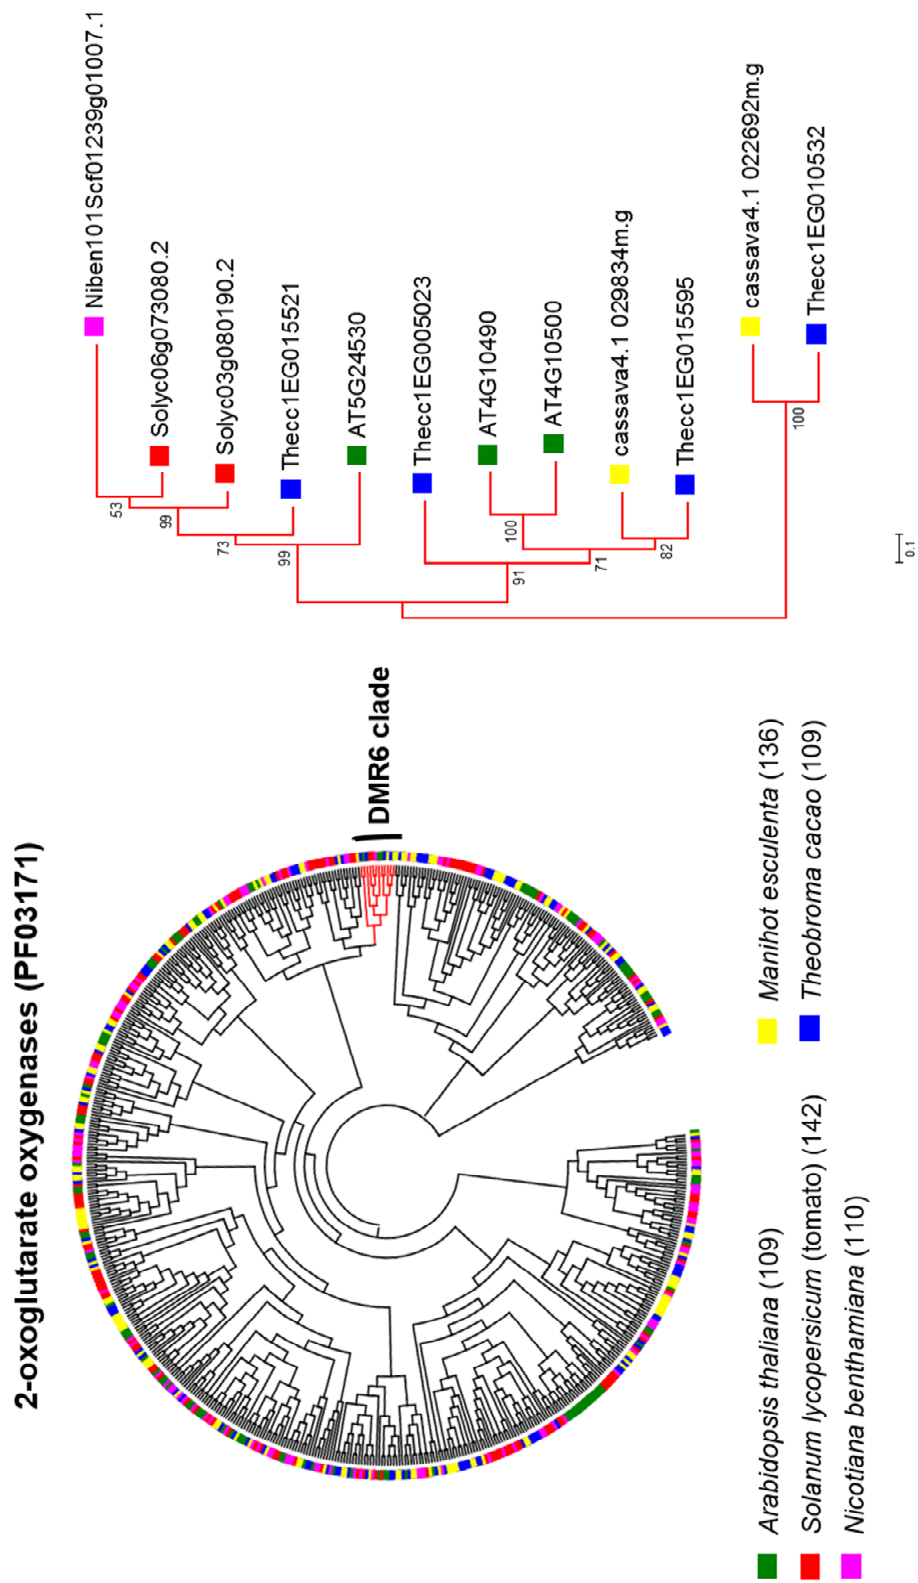 2-oxoglutarate oxygenases (PF03171)
DMR6 clade
Niben101Scf01239g01007.1
Solyc06g073080.2
Solyc03g080190.2
Thecc1EG015521
AT5G24530
Thecc1EG005023
AT4G10490
AT4G10500
cassava4.1 029834m.g
Thecc1EG015595
cassava4.1 022692m.g
Thecc1EG010532
53
99
73
99
91
100
71
82
100
0.1
Arabidopsis thaliana (109)
Solanum lycopersicum (tomato) (142)
Nicotiana benthamiana (110)
Manihot esculenta (136)
Theobroma cacao (109)